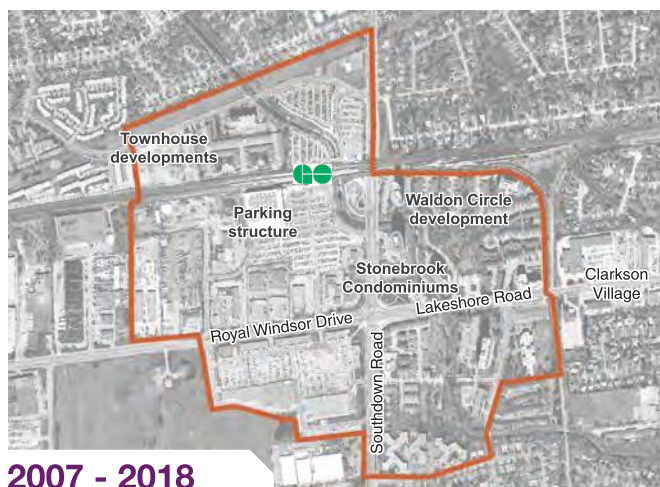 Townhouse
developments
GO
Parking
structure
Waldon Circle
development
Stonebrook
Condominiums
Clarkson
Village
Lakeshore Road
Royal Windsor Drive
Southdown Road
2007 - 2018